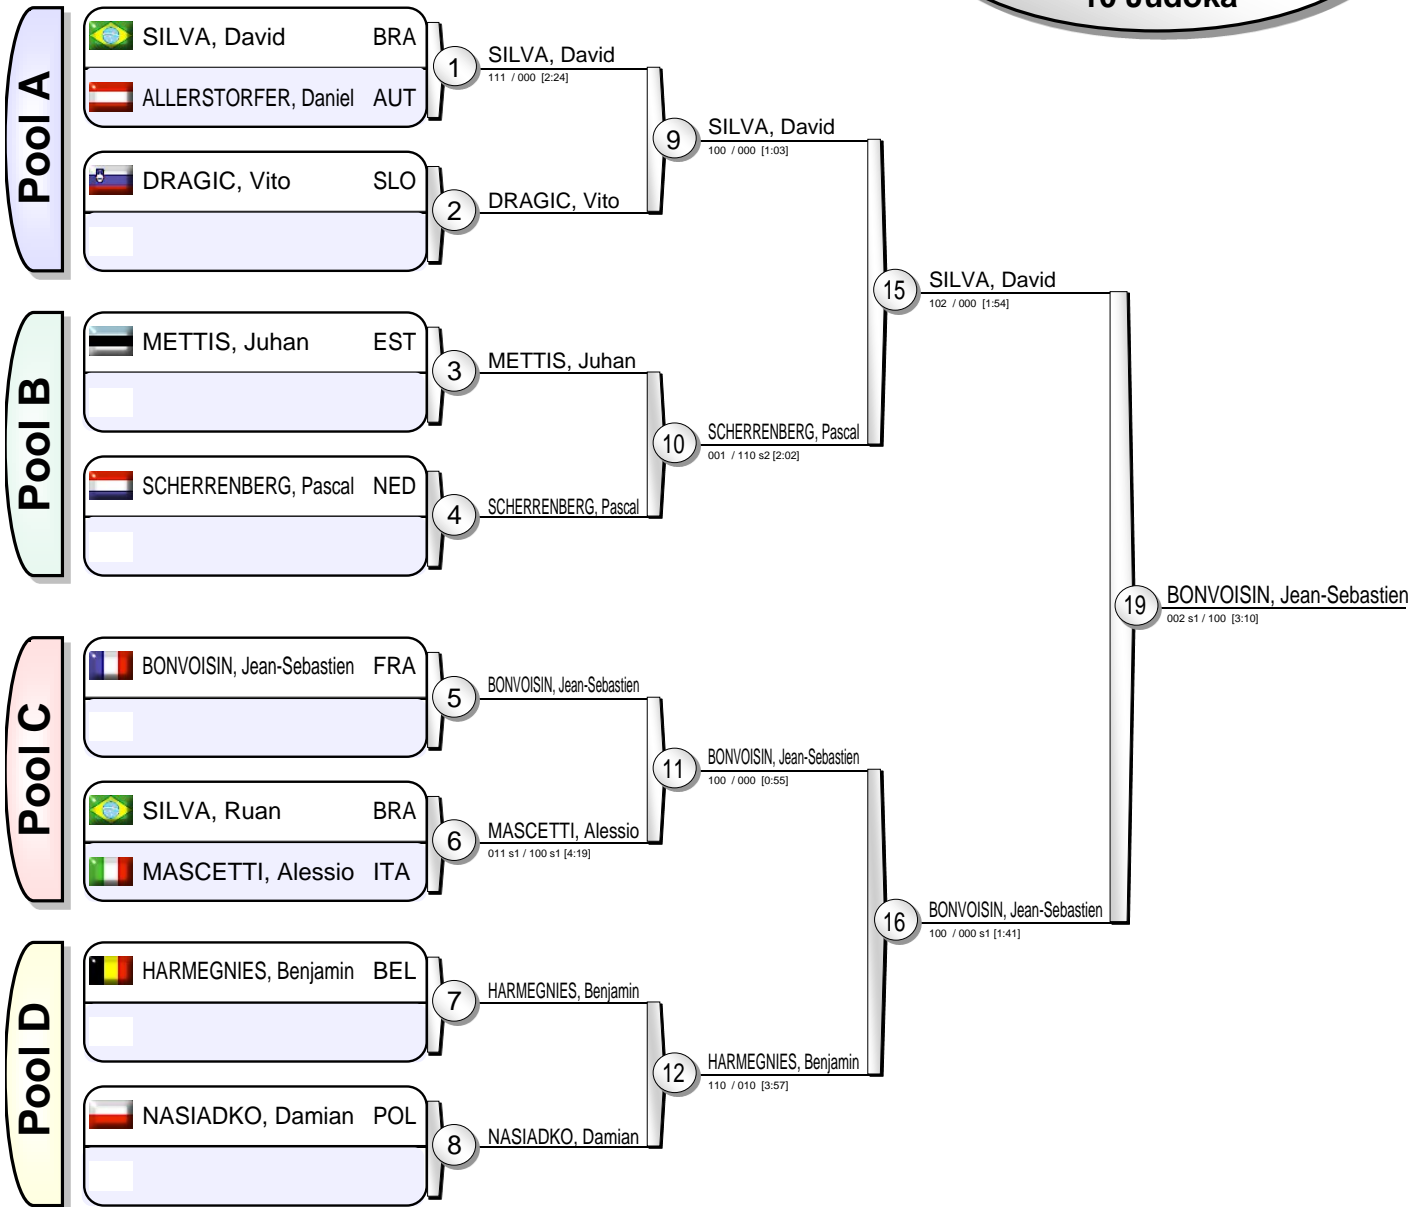 10 Judoka
Pool A
SILVA, David BRA
ALLERSTORFER, Daniel AUT
1
SILVA, David
111 / 000 [2:24]
DRAGIC, Vito SLO
2
DRAGIC, Vito
9
SILVA, David
100 / 000 [1:03]
Pool B
METTIS, Juhan EST
3
METTIS, Juhan
SCHERRENBERG, Pascal NED
4
SCHERRENBERG, Pascal
10
SCHERRENBERG, Pascal
001 / 110 s2 [2:02]
15
SILVA, David
102 / 000 [1:54]
Pool C
BONVOISIN, Jean-Sebastien FRA
5
BONVOISIN, Jean-Sebastien
SILVA, Ruan BRA
MASCETTI, Alessio ITA
6
MASCETTI, Alessio
011 s1 / 100 s1 [4:19]
11
BONVOISIN, Jean-Sebastien
100 / 000 [0:55]
Pool D
HARMEGNIES, Benjamin BEL
7
HARMEGNIES, Benjamin
NASIADKO, Damian POL
8
NASIADKO, Damian
12
HARMEGNIES, Benjamin
110 / 010 [3:57]
16
BONVOISIN, Jean-Sebastien
100 / 000 s1 [1:41]
19
BONVOISIN, Jean-Sebastien
002 s1 / 100 [3:10]